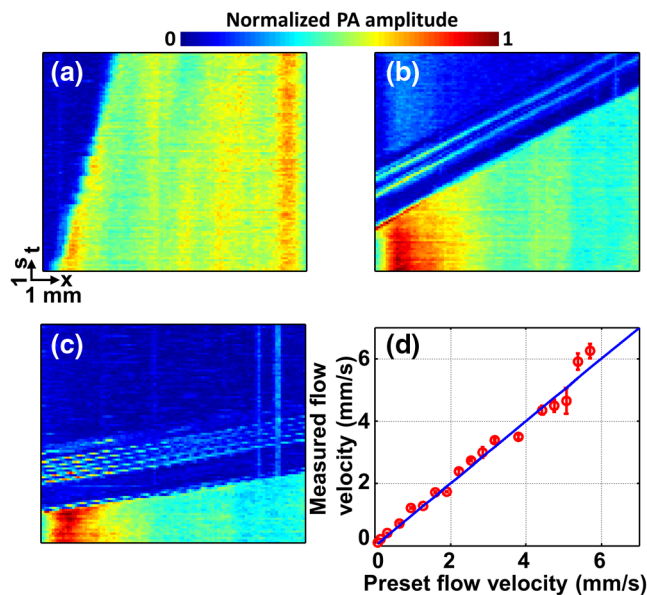 Normalized PA amplitude
0 1
(a) (b)
1 s
t
x
1 mm
(c) (d)
Measured flow
velocity (mm/s)
6
4
2
0
0 2 4 6
Preset flow velocity (mm/s)